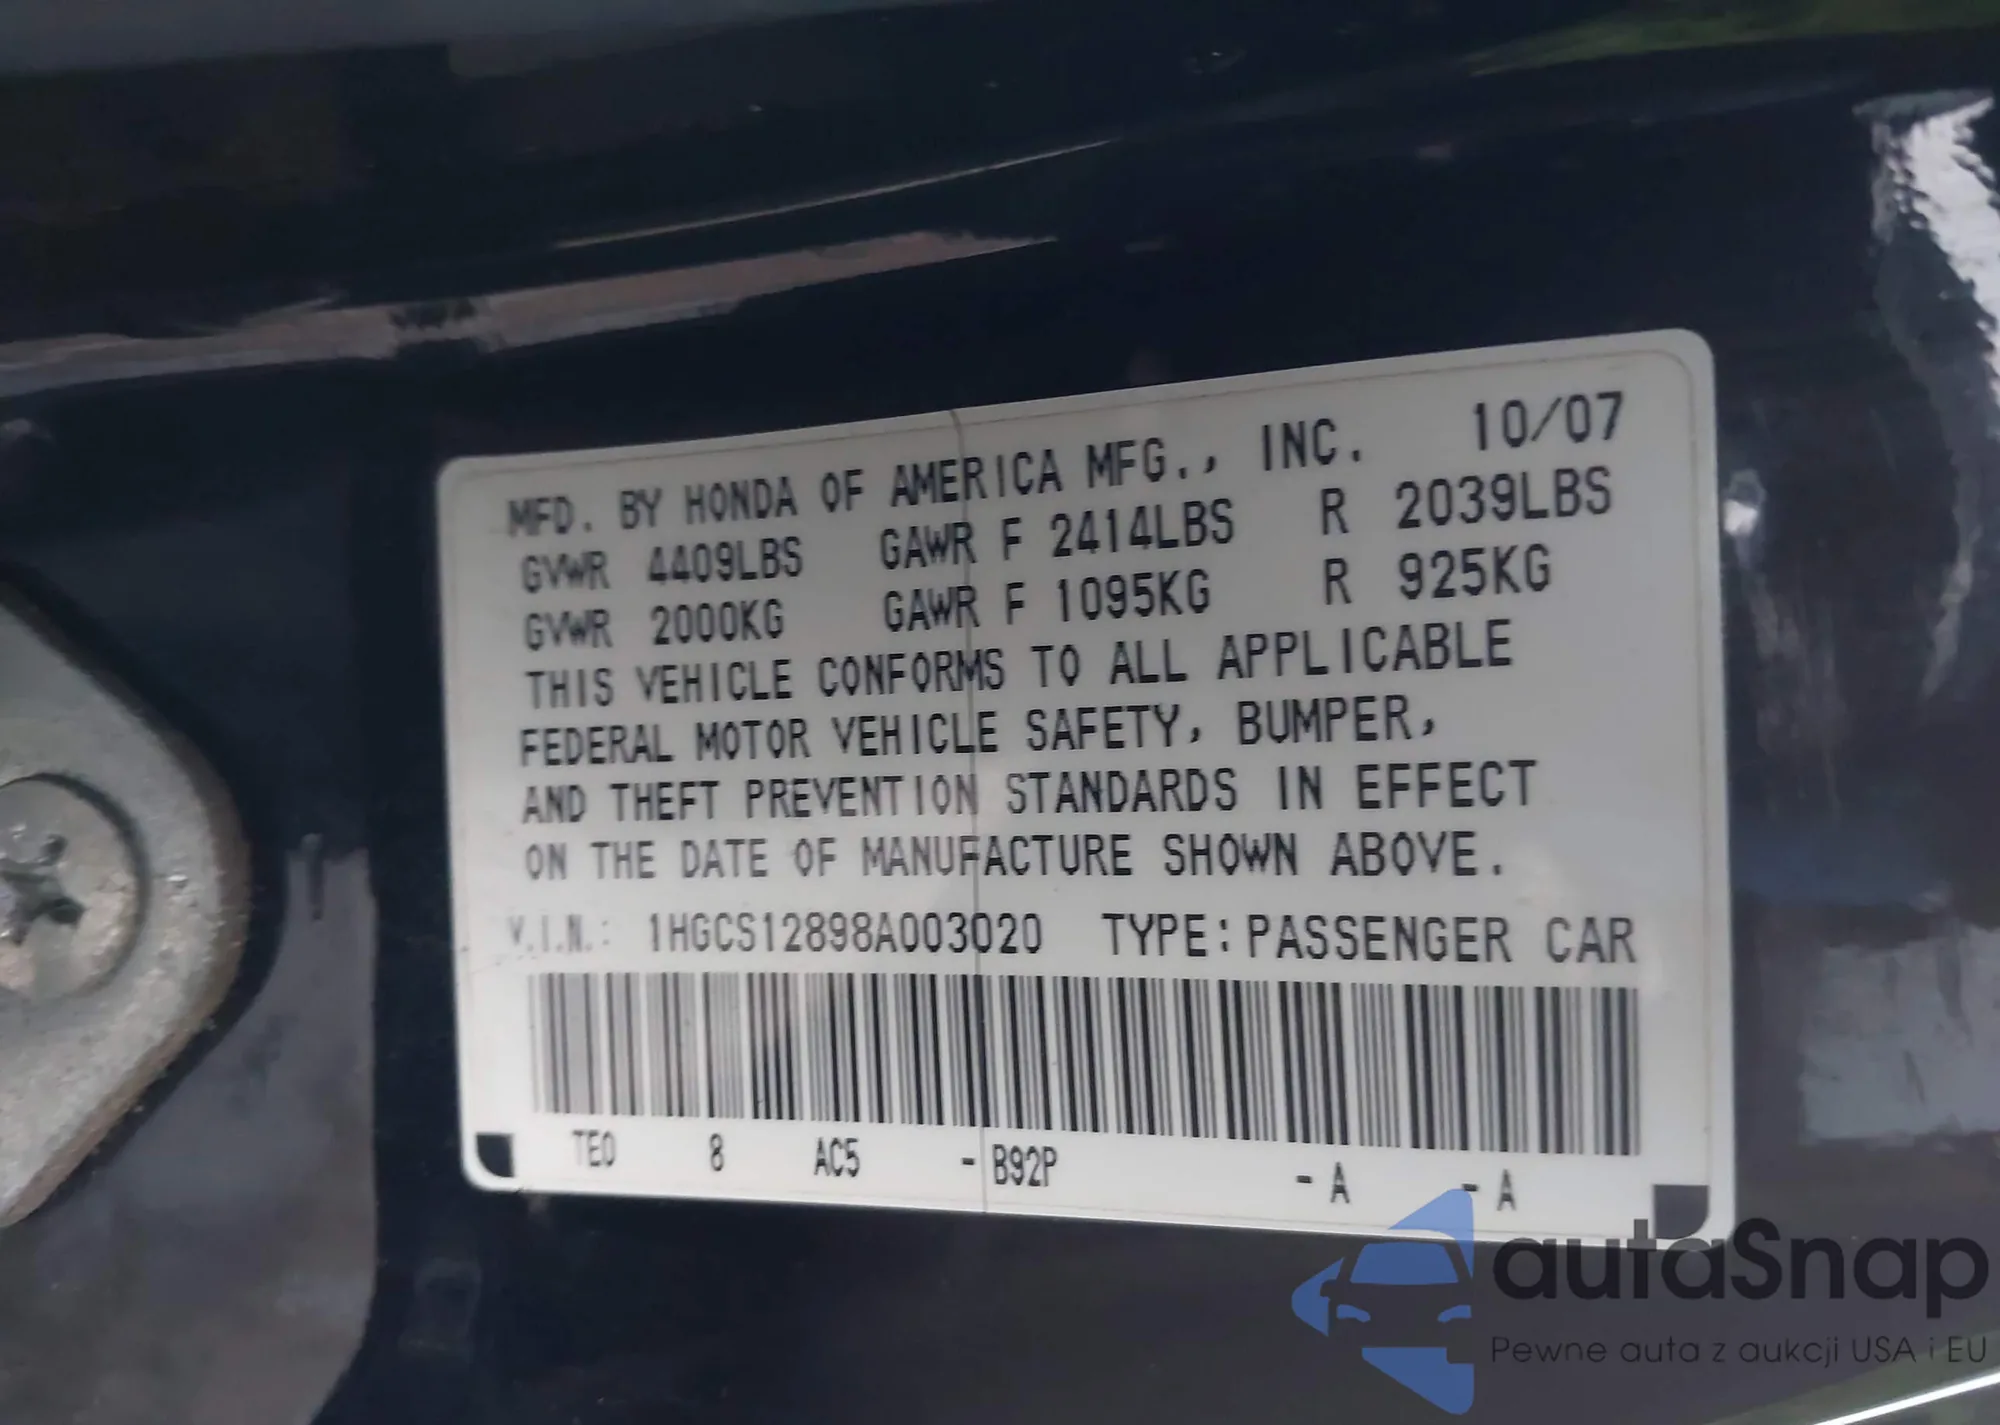 MFD. BY HONDA OF AMERICA MFG., INC. 10/07
GVWR 4409LBS GAWR F 2414LBS R 2039LBS
GVWR 2000KG GAWR F 1095KG R 925KG
THIS VEHICLE CONFORMS TO ALL APPLICABLE
FEDERAL MOTOR VEHICLE SAFETY, BUMPER,
AND THEFT PREVENTION STANDARDS IN EFFECT
ON THE DATE OF MANUFACTURE SHOWN ABOVE.
V.I.N.: 1HGCS12898A003020 TYPE: PASSENGER CAR
TE0 8 AC5 - B92P - A - A
autaSnap
Pewne auta z aukcji USA i EU